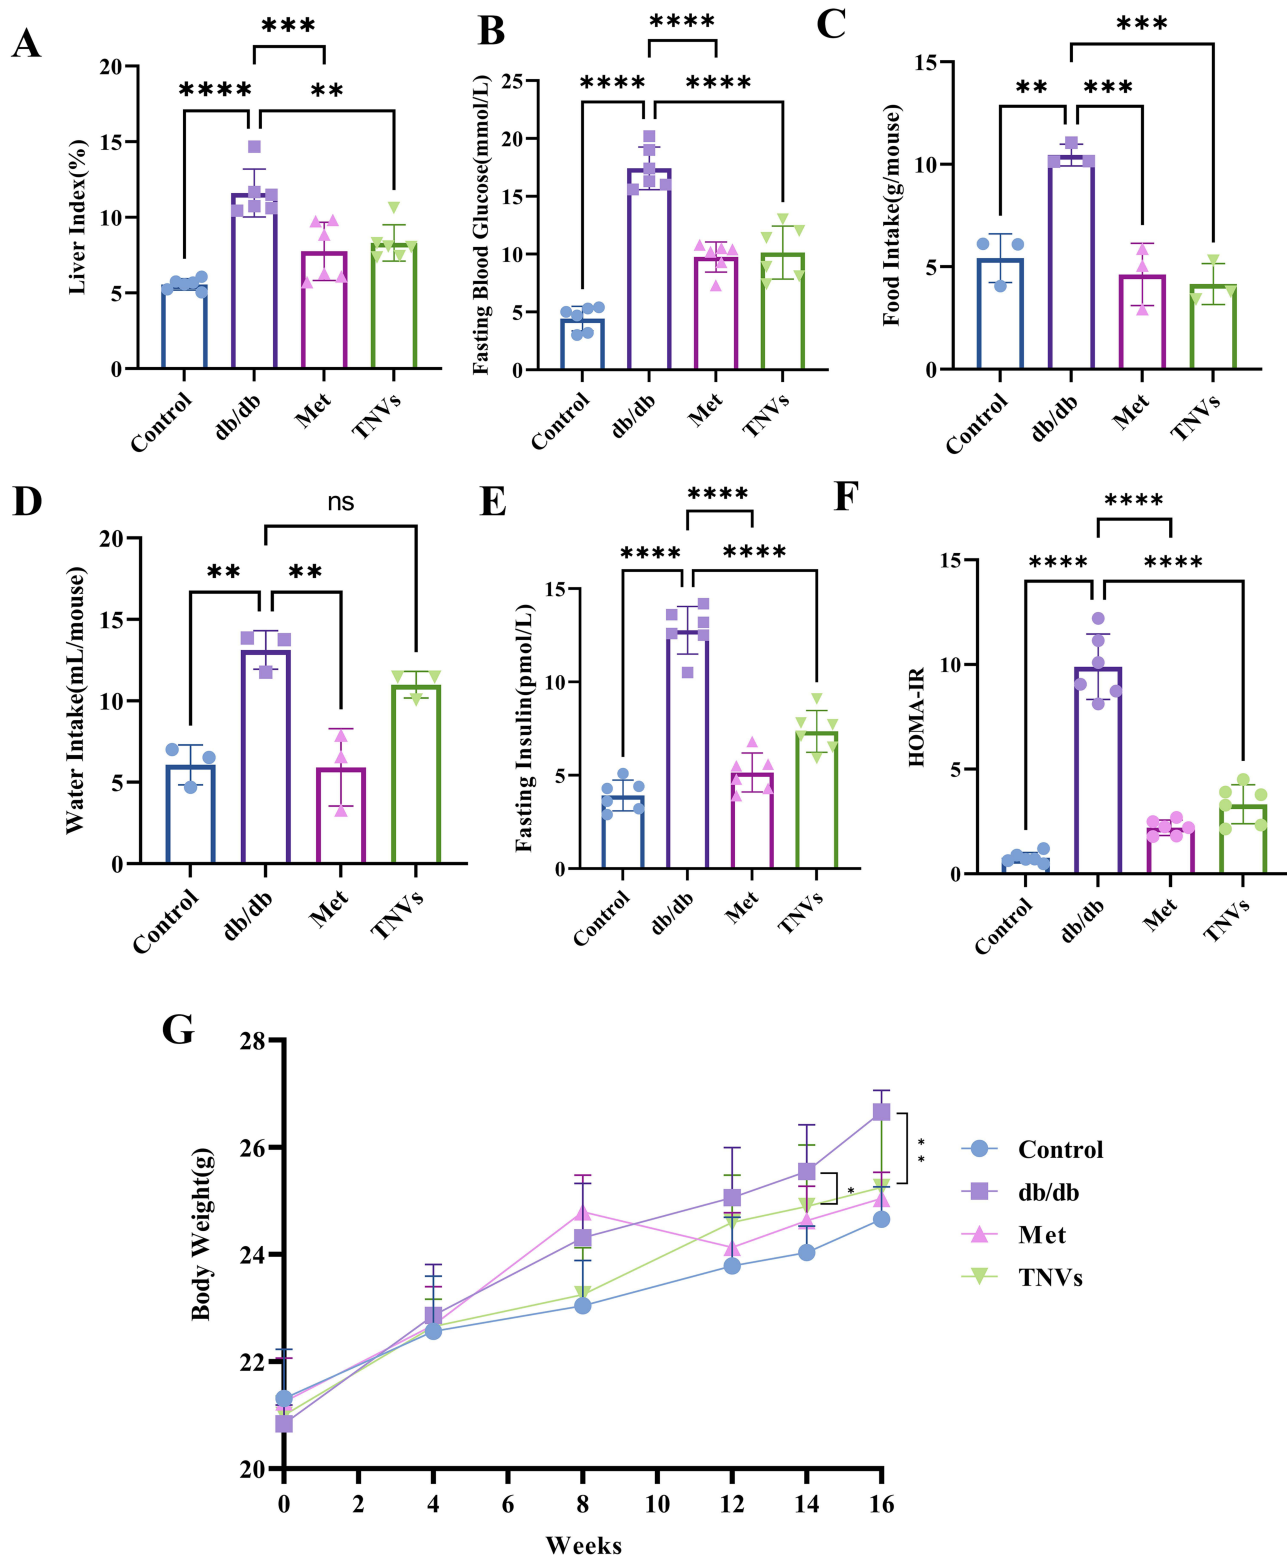 A
Liver Index(%)
20
15
10
5
0
****
***
**
Control
db/db
Met
TNVs
B
Fasting Blood Glucose(mmol/L)
25
20
15
10
5
0
****
****
****
Control
db/db
Met
TNVs
C
Food Intake(g/mouse)
15
10
5
0
**
***
***
Control
db/db
Met
TNVs
D
Water Intake(mL/mouse)
20
15
10
5
0
**
**
ns
Control
db/db
Met
TNVs
E
Fasting Insulin(pmol/L)
15
10
5
0
****
****
****
Control
db/db
Met
TNVs
F
HOMA-IR
15
10
5
0
****
****
****
Control
db/db
Met
TNVs
G
Body Weight(g)
28
26
24
22
20
0 2 4 8 10 12 14 16
Weeks
*
**
Control
db/db
Met
TNVs